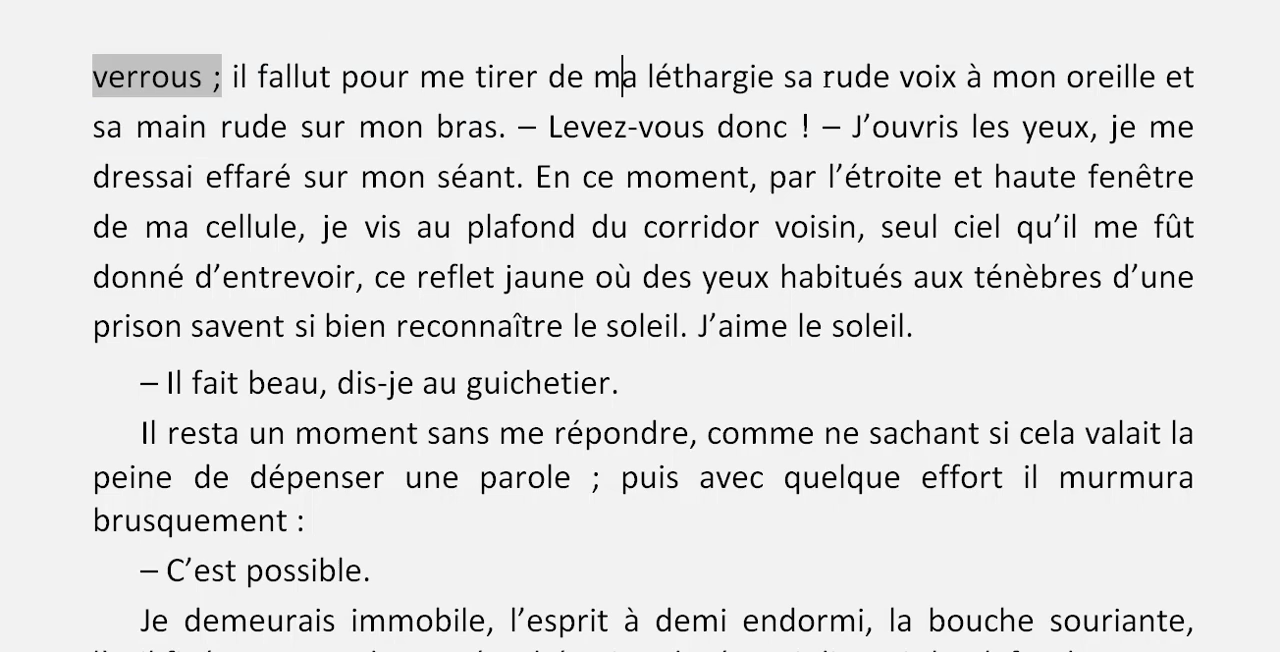 verrous ; il fallut pour me tirer de ma léthargie sa rude voix à mon oreille et
sa main rude sur mon bras. – Levez-vous donc ! – J’ouvris les yeux, je me
dressai effaré sur mon séant. En ce moment, par l’étroite et haute fenêtre
de ma cellule, je vis au plafond du corridor voisin, seul ciel qu’il me fût
donné d’entrevoir, ce reflet jaune où des yeux habitués aux ténèbres d’une
prison savent si bien reconnaître le soleil. J’aime le soleil.
– Il fait beau, dis-je au guichetier.
Il resta un moment sans me répondre, comme ne sachant si cela valait la
peine de dépenser une parole ; puis avec quelque effort il murmura
brusquement :
– C’est possible.
Je demeurais immobile, l’esprit à demi endormi, la bouche souriante,